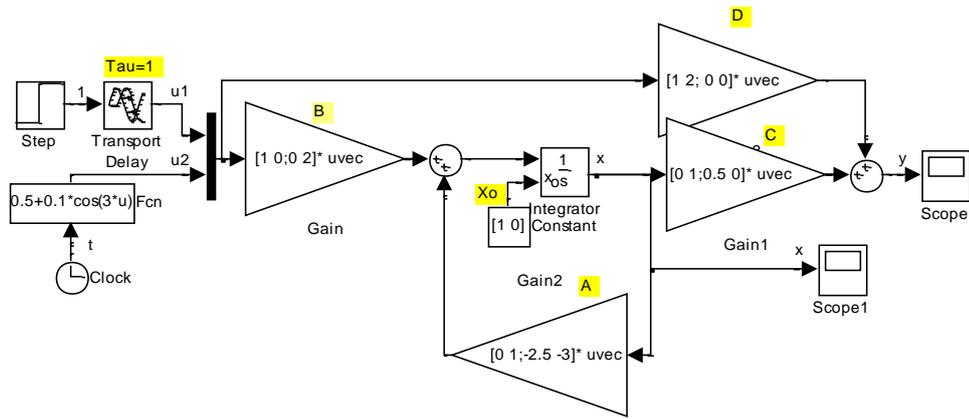 D
Tau=1
[1 2; 0 0]* uvec
1
u1
Step
Transport
Delay
B
C
u2
[1 0;0 2]* uvec
+
+
1
s
xo
x
[0 1;0.5 0]* uvec
+
+
y
Scope
0.5+0.1*cos(3*u)
Fcn
Xo
[1 0]
Integrator
Constant
Gain
Gain1
t
Clock
x
Scope1
Gain2
A
[0 1;-2.5 -3]* uvec